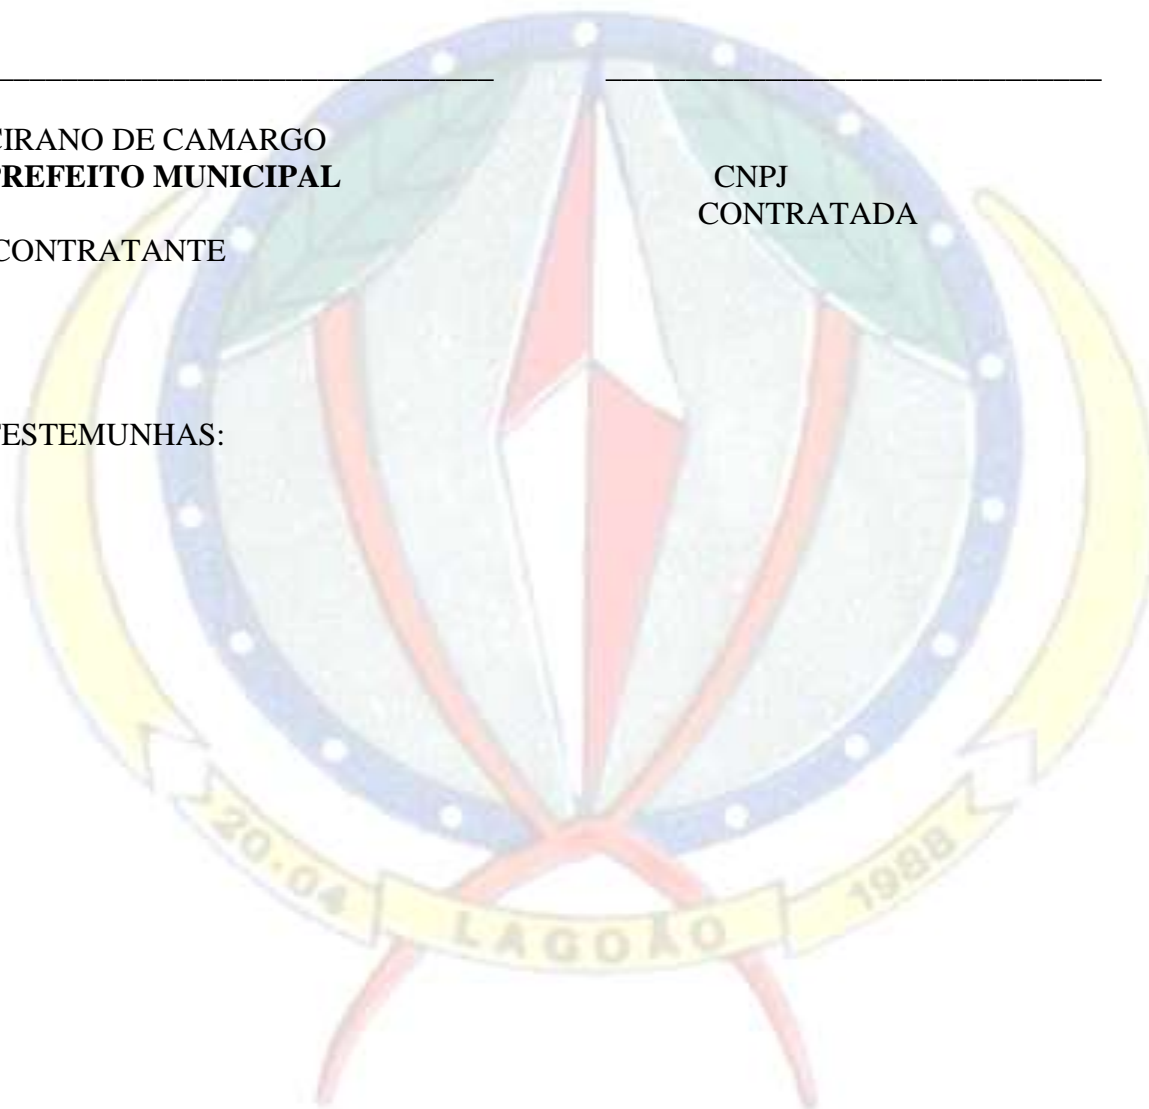 CIRANO DE CAMARGO
PREFEITO MUNICIPAL
CNPJ
CONTRATADA
CONTRATANTE
TESTEMUNHAS:
20.04
LAGOÃO
1988